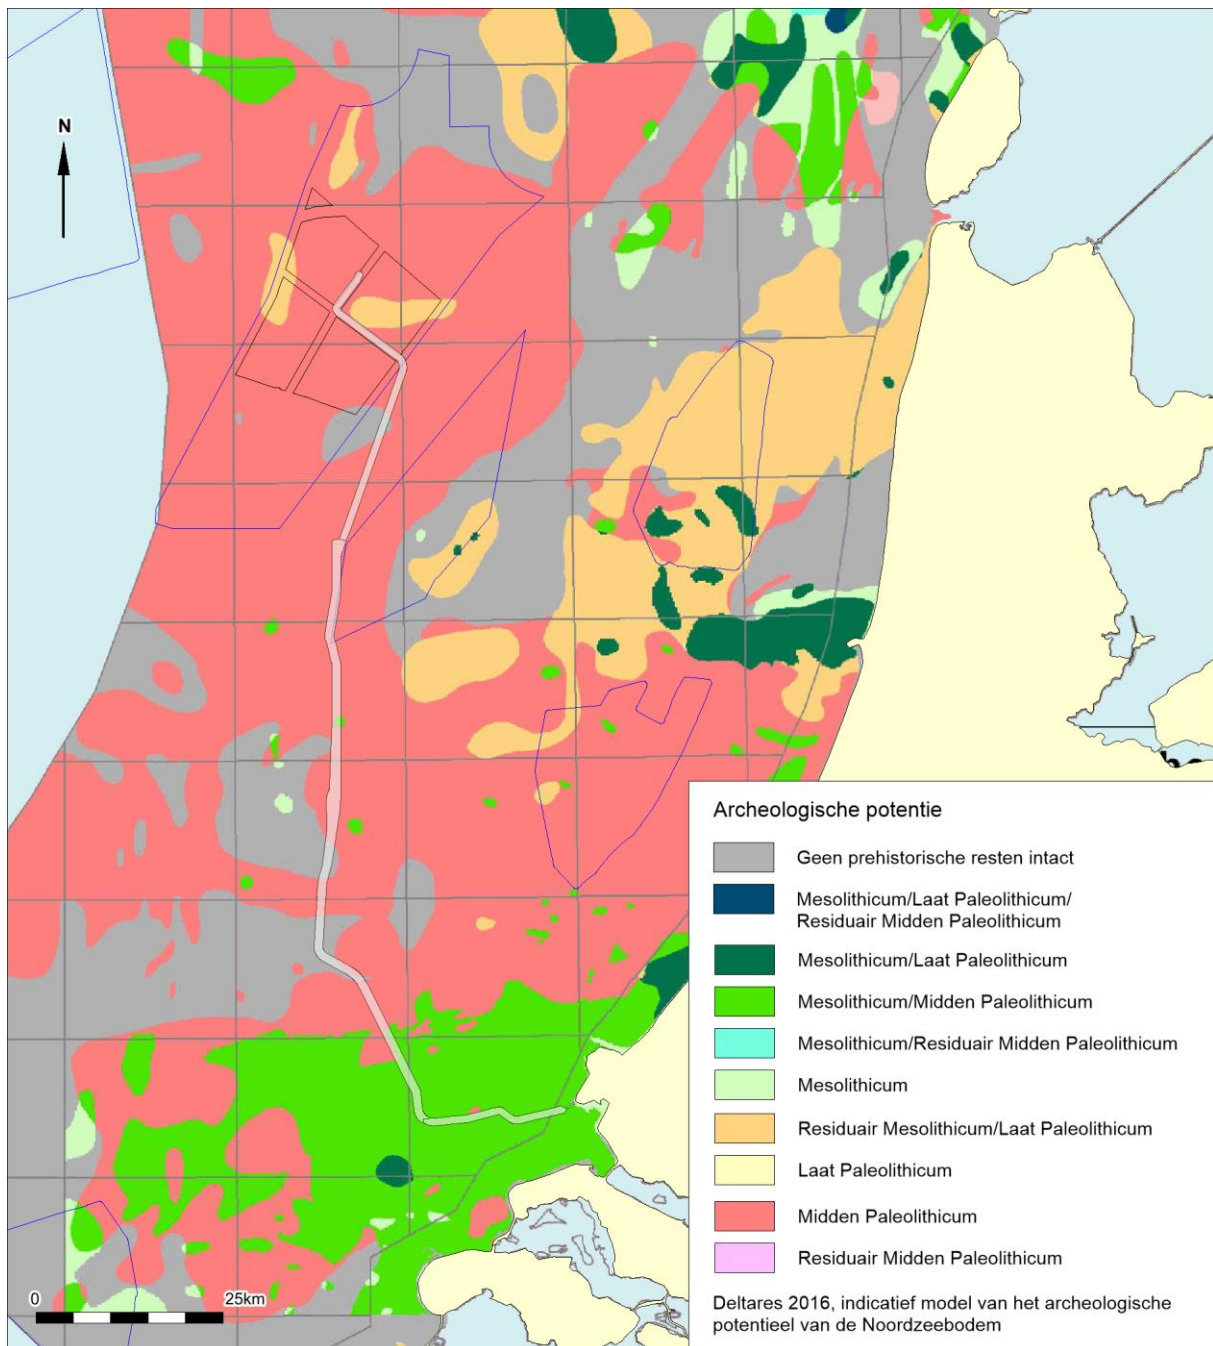 N
Archeologische potentie
Geen prehistorische resten intact
Mesolithicum/Laat Paleolithicum/
Residuair Midden Paleolithicum
Mesolithicum/Laat Paleolithicum
Mesolithicum/Midden Paleolithicum
Mesolithicum/Residuair Midden Paleolithicum
Mesolithicum
Residuair Mesolithicum/Laat Paleolithicum
Laat Paleolithicum
Midden Paleolithicum
Residuair Midden Paleolithicum
Deltares 2016, indicatief model van het archeologische
potentieel van de Noordzeebodem
0 25km